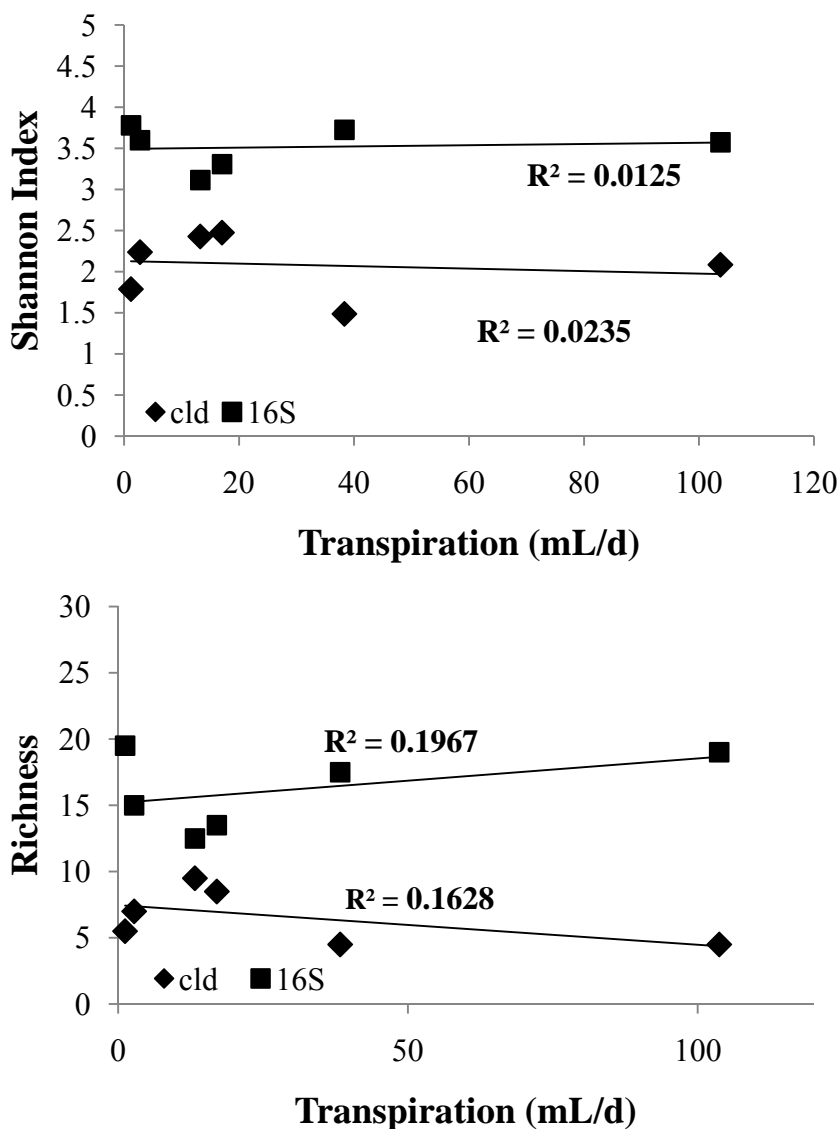 5
4.5
4
3.5
3
2.5
2
1.5
1
0.5
0
Shannon Index
R² = 0.0125
R² = 0.0235
cld 16S
0 20 40 60 80 100 120
Transpiration (mL/d)
30
25
20
15
10
5
0
Richness
R² = 0.1967
R² = 0.1628
cld 16S
0 50 100
Transpiration (mL/d)